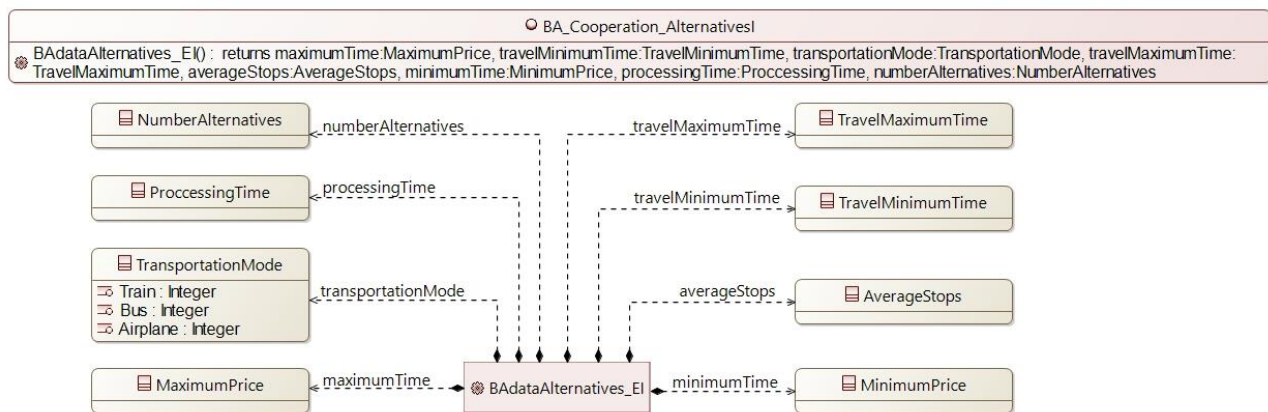 BA_Cooperation_AlternativesI
BAdataAlternatives_EI() : returns maximumTime:MaximumPrice, travelMinimumTime:TravelMinimumTime, transportationMode:TransportationMode, travelMaximumTime:
TravelMaximumTime, averageStops:AverageStops, minimumTime:MinimumPrice, processingTime:ProccessingTime, numberAlternatives:NumberAlternatives
NumberAlternatives
numberAlternatives
travelMaximumTime
TravelMaximumTime
ProccessingTime
processingTime
travelMinimumTime
TravelMinimumTime
TransportationMode
Train : Integer
Bus : Integer
Airplane : Integer
transportationMode
averageStops
AverageStops
MaximumPrice
maximumTime
BAdataAlternatives_EI
minimumTime
MinimumPrice